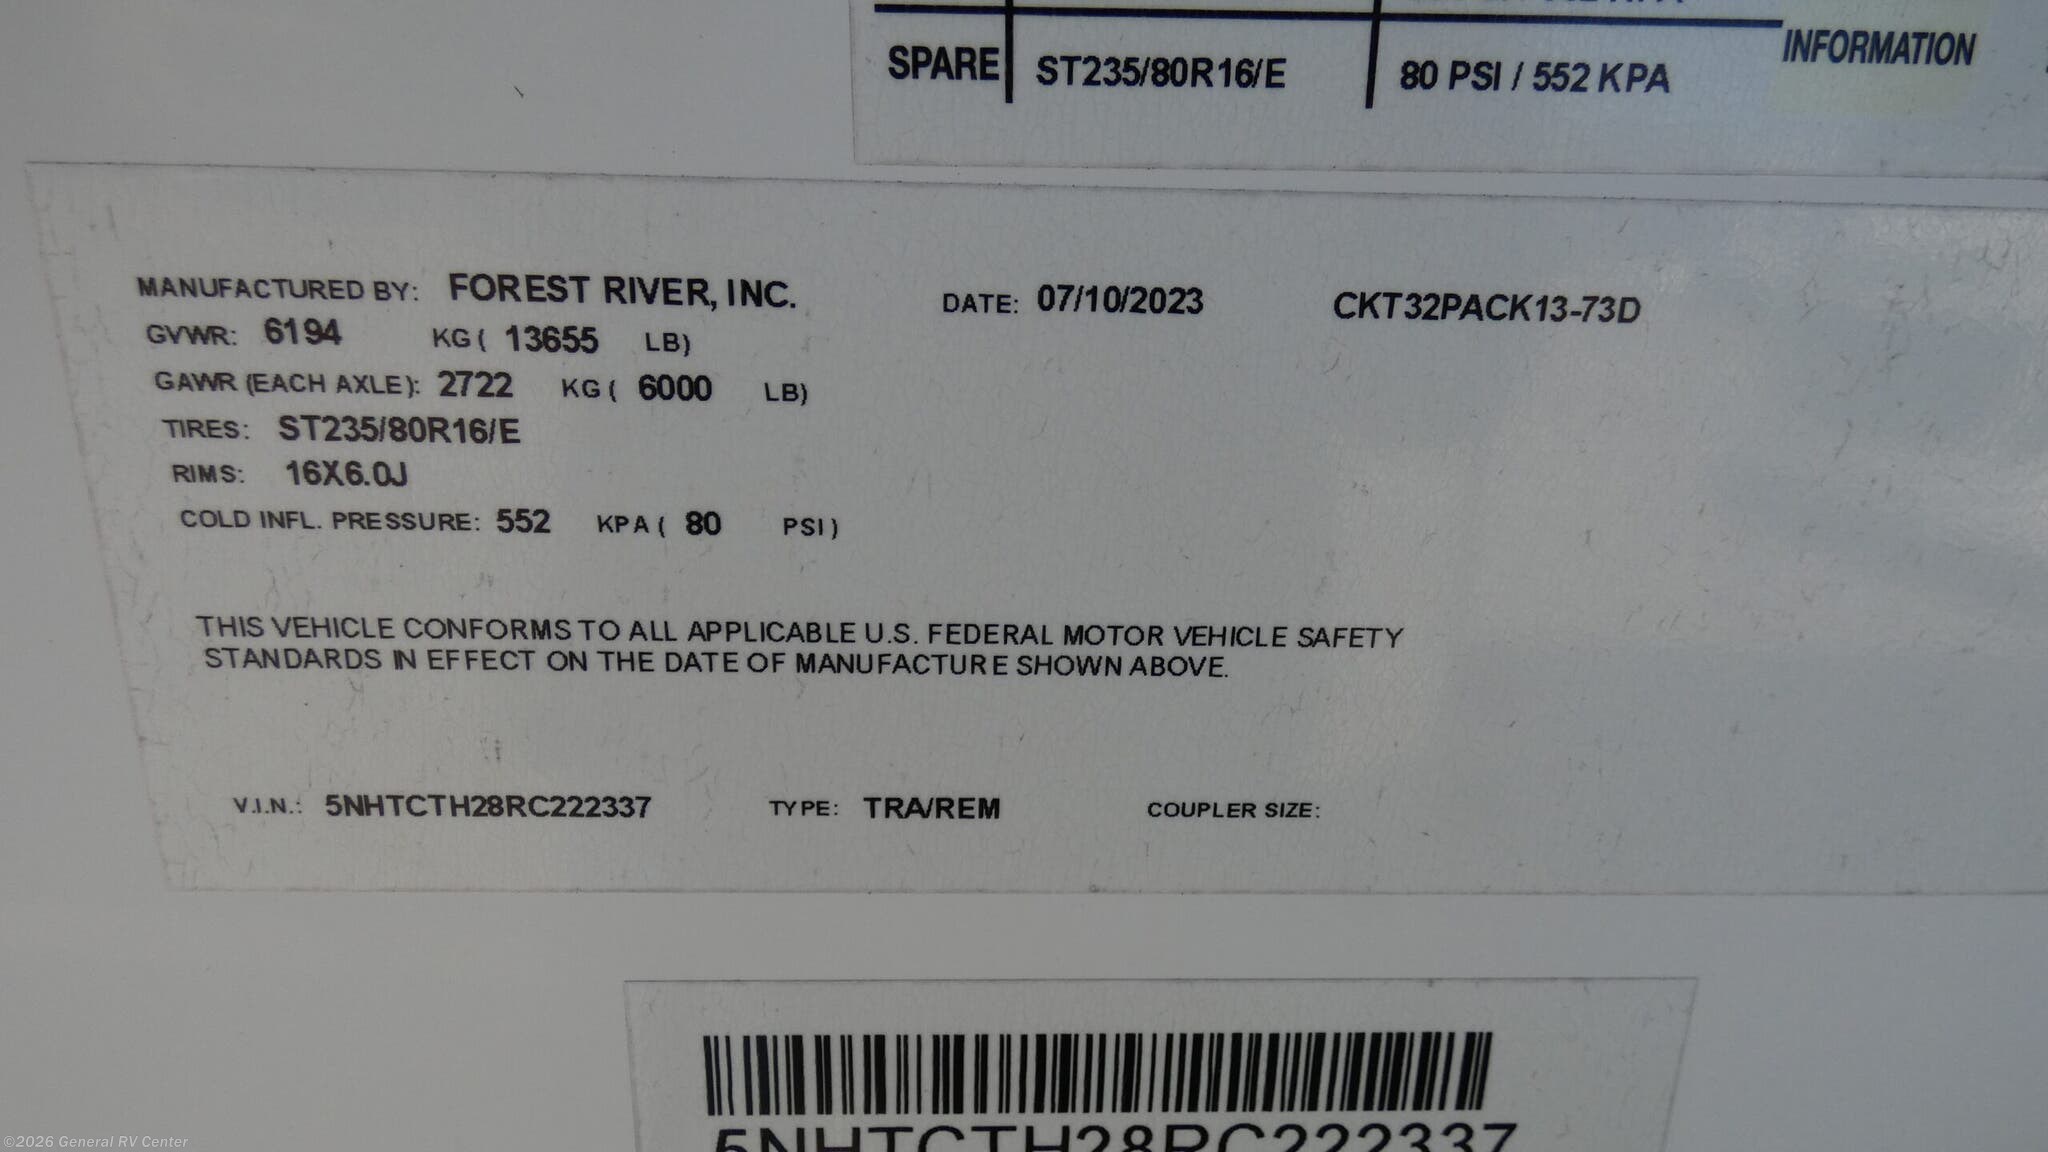 SPARE ST235/80R16/E 80 PSI / 552 KPA INFORMATION
MANUFACTURED BY: FOREST RIVER, INC. DATE: 07/10/2023 CKT32PACK13-73D
GVWR: 6194 KG ( 13655 LB)
GAWR (EACH AXLE): 2722 KG ( 6000 LB)
TIRES: ST235/80R16/E
RIMS: 16X6.0J
COLD INFL. PRESSURE: 552 KPA ( 80 PSI )
THIS VEHICLE CONFORMS TO ALL APPLICABLE U.S. FEDERAL MOTOR VEHICLE SAFETY
STANDARDS IN EFFECT ON THE DATE OF MANUFACTURE SHOWN ABOVE.
V.I.N.: 5NHTCTH28RC222337 TYPE: TRA/REM COUPLER SIZE:
5NHTCTH28RC222337
©2026 General RV Center